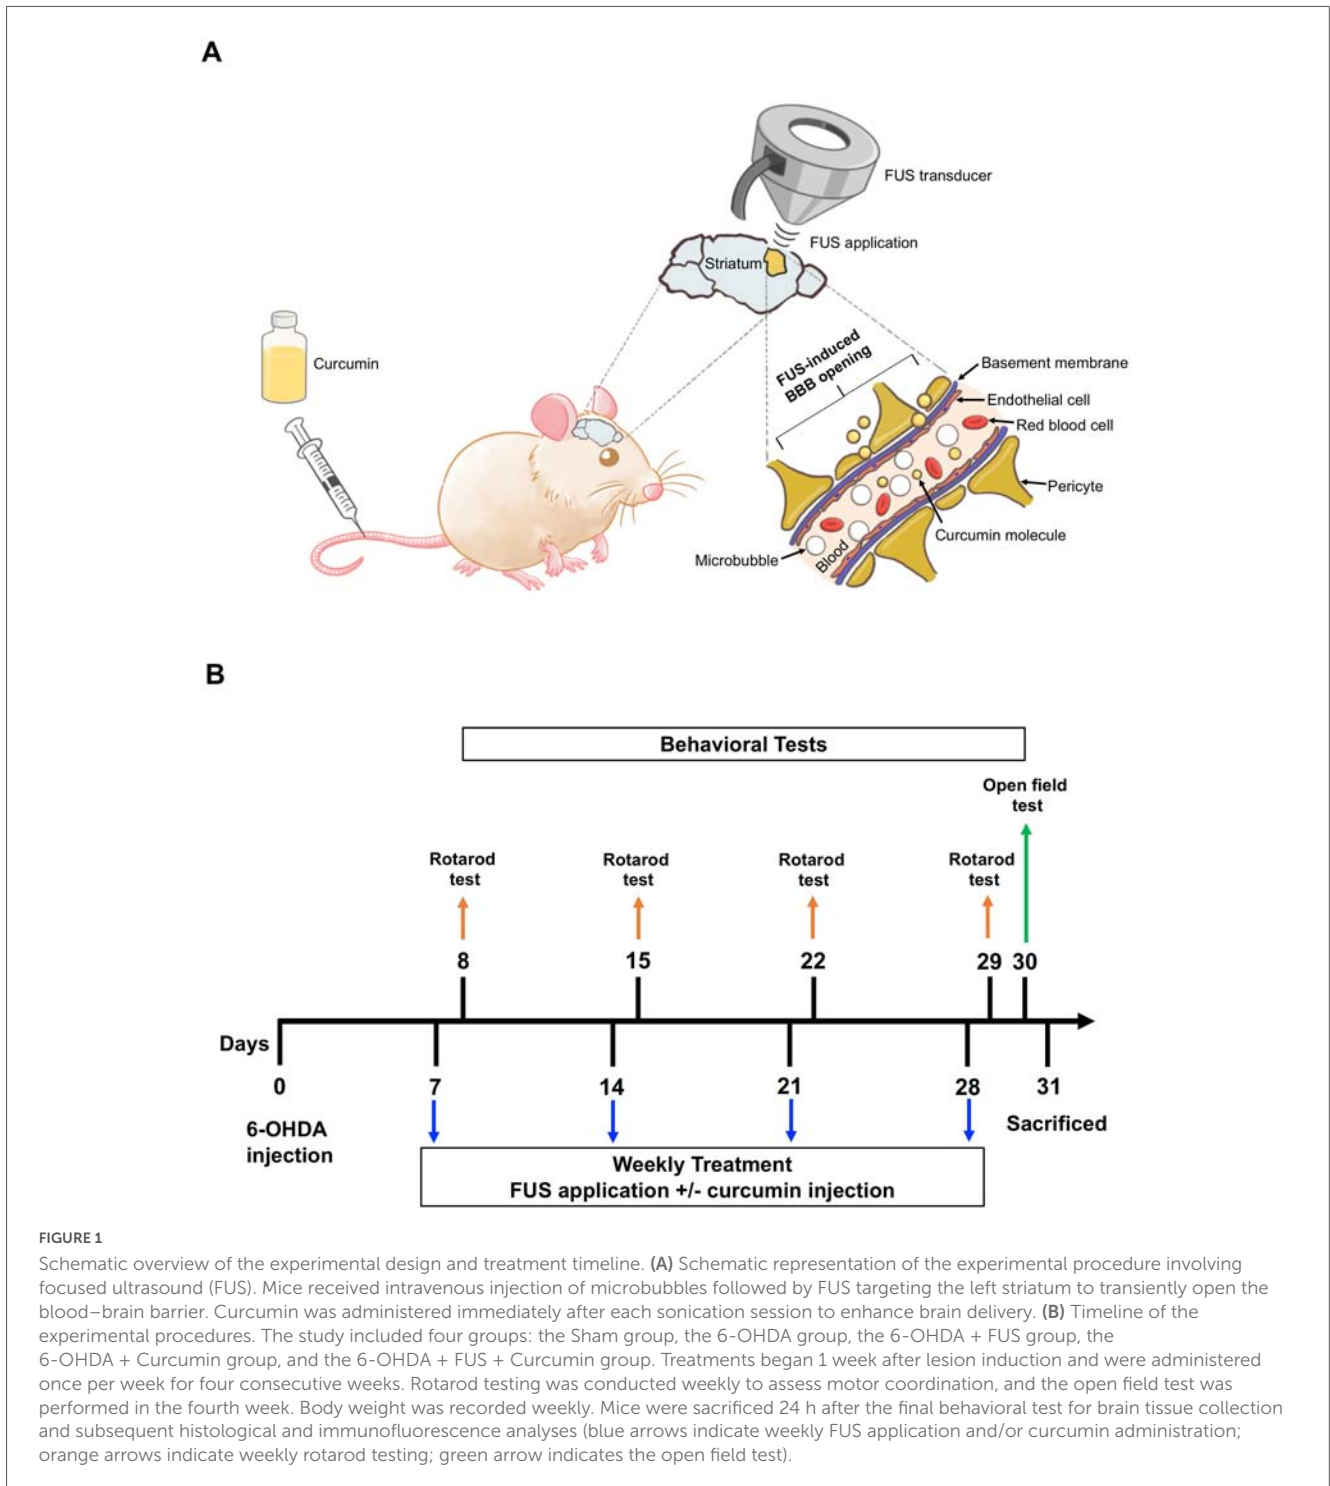 A
FUS transducer
FUS application
Striatum
Curcumin
FUS-induced
BBB opening
Basement membrane
Endothelial cell
Red blood cell
Pericyte
Curcumin molecule
Microbubble
Blood
B
Behavioral Tests
Open field
test
Rotarod
test
Rotarod
test
Rotarod
test
Rotarod
test
8
15
22
29
30
Days
0
7
14
21
28
31
6-OHDA
injection
Sacrificed
Weekly Treatment
FUS application +/- curcumin injection
FIGURE 1
Schematic overview of the experimental design and treatment timeline. (A) Schematic representation of the experimental procedure involving
focused ultrasound (FUS). Mice received intravenous injection of microbubbles followed by FUS targeting the left striatum to transiently open the
blood–brain barrier. Curcumin was administered immediately after each sonication session to enhance brain delivery. (B) Timeline of the
experimental procedures. The study included four groups: the Sham group, the 6-OHDA group, the 6-OHDA + FUS group, the
6-OHDA + Curcumin group, and the 6-OHDA + FUS + Curcumin group. Treatments began 1 week after lesion induction and were administered
once per week for four consecutive weeks. Rotarod testing was conducted weekly to assess motor coordination, and the open field test was
performed in the fourth week. Body weight was recorded weekly. Mice were sacrificed 24 h after the final behavioral test for brain tissue collection
and subsequent histological and immunofluorescence analyses (blue arrows indicate weekly FUS application and/or curcumin administration;
orange arrows indicate weekly rotarod testing; green arrow indicates the open field test).